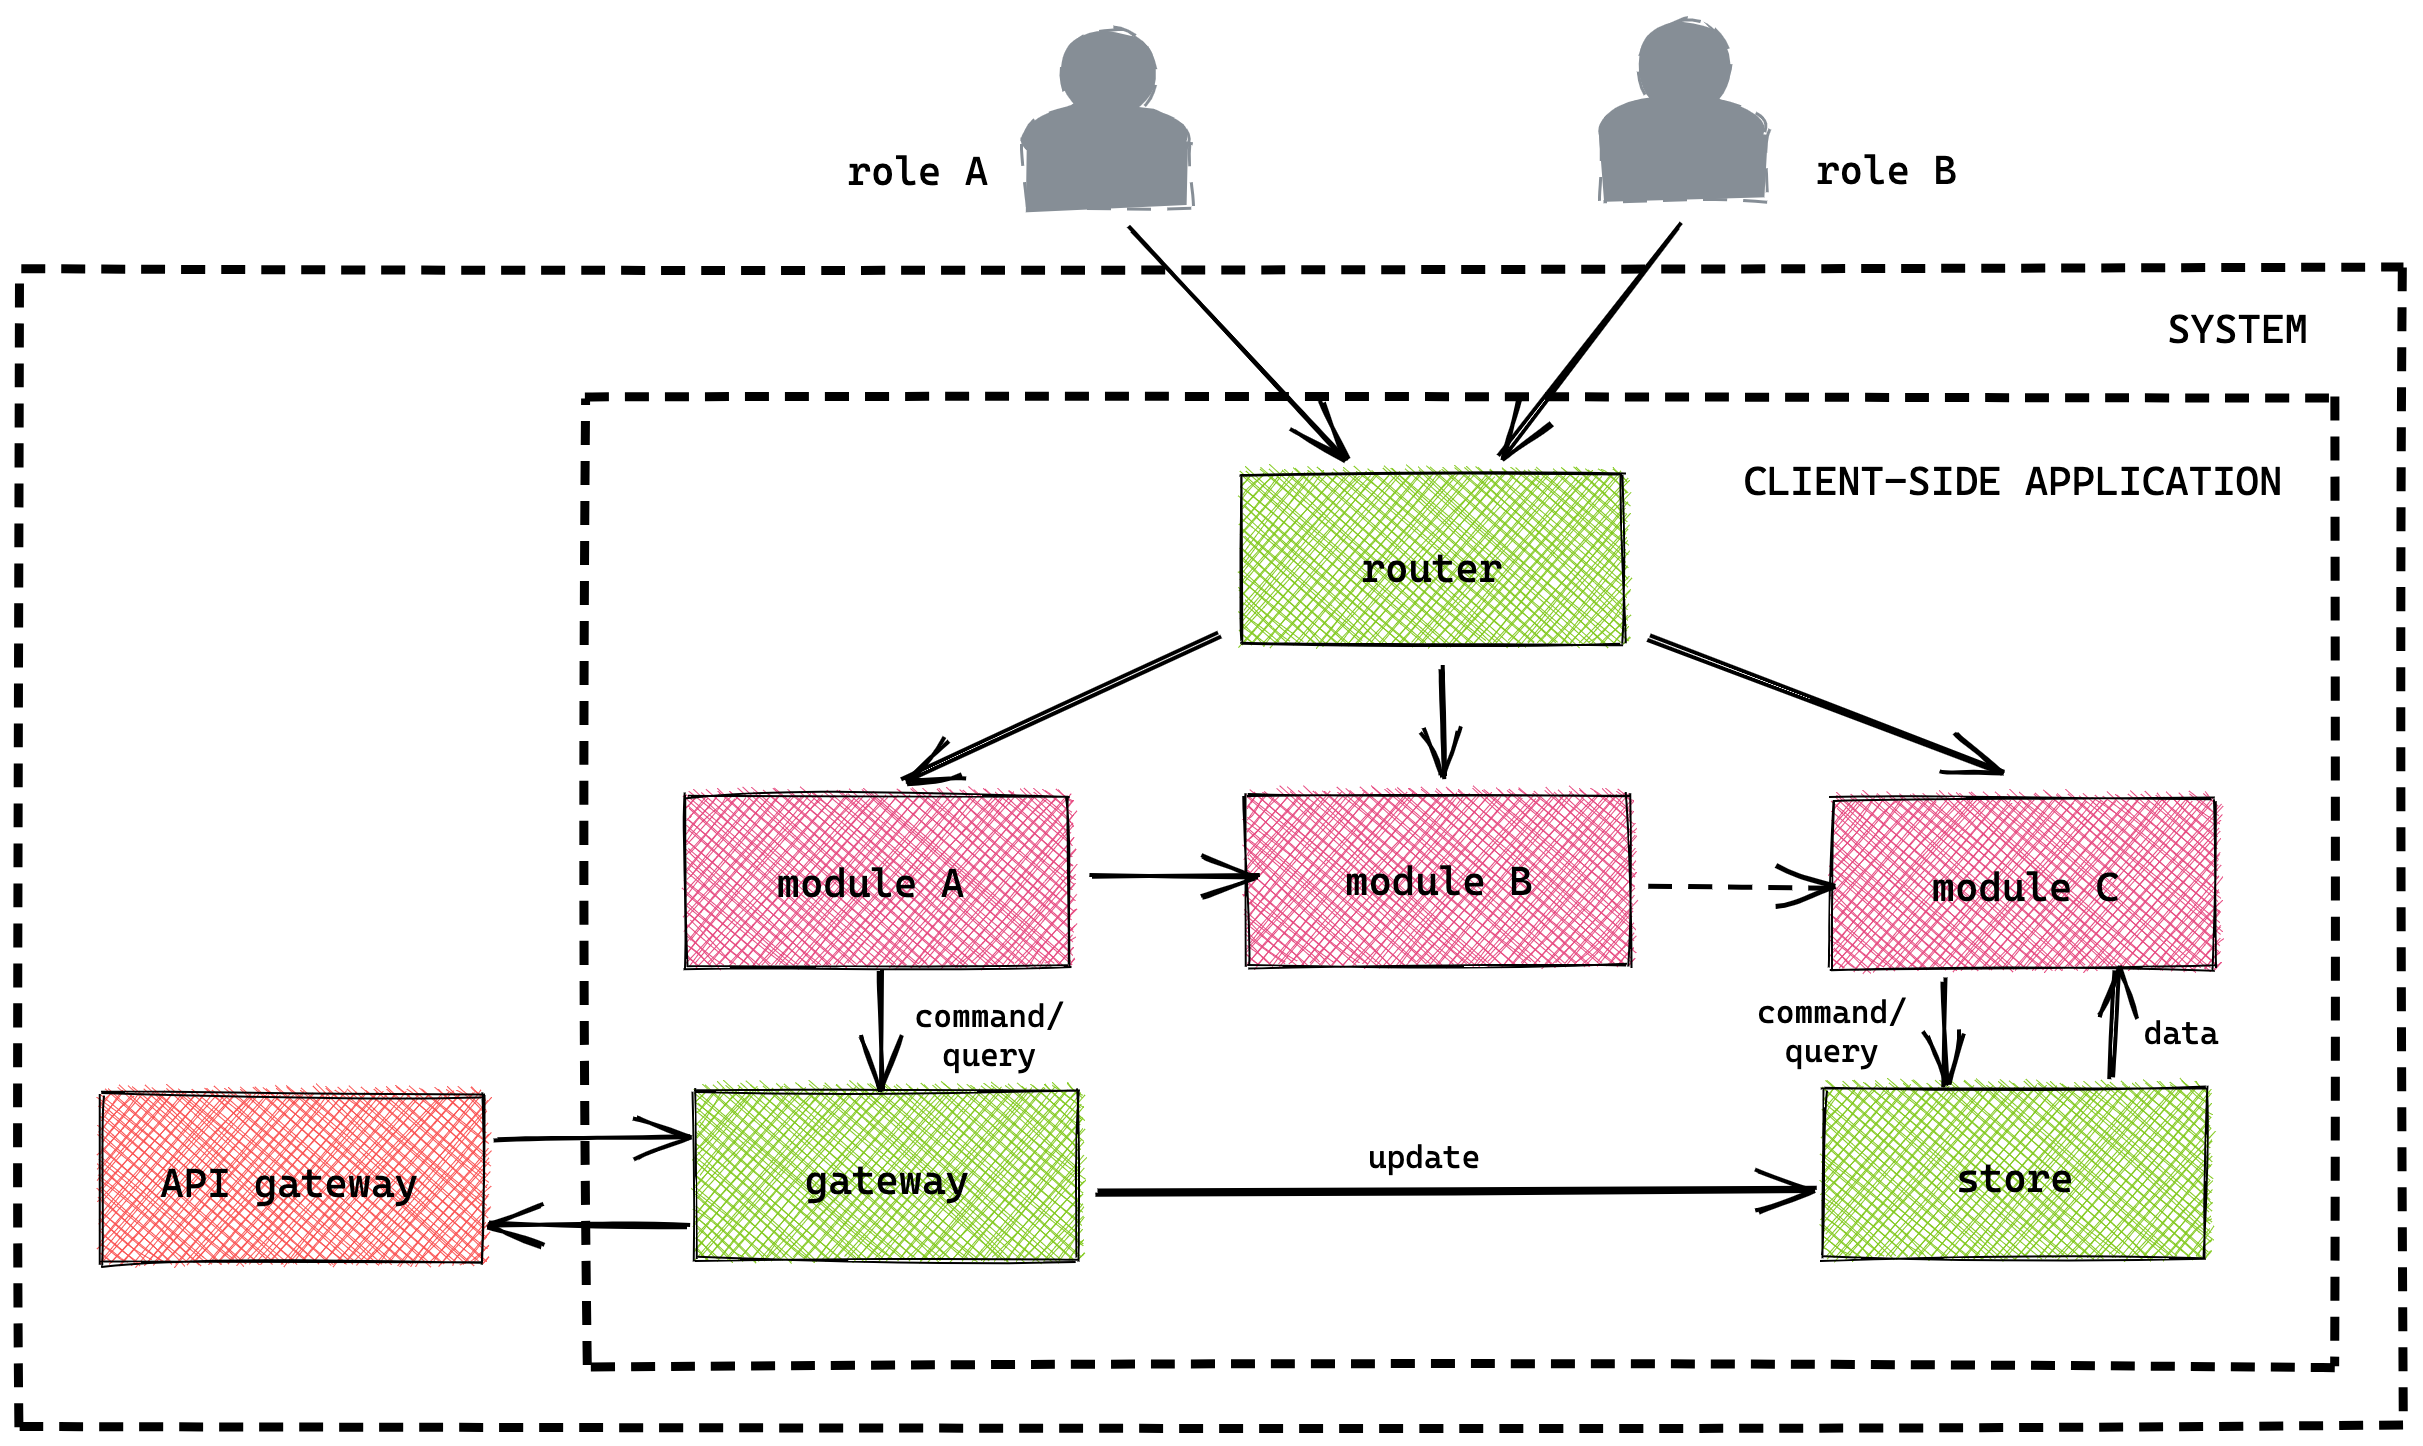 role A
role B
SYSTEM
CLIENT-SIDE APPLICATION
router
module A
module B
module C
command/
query
command/
query
data
API gateway
gateway
update
store